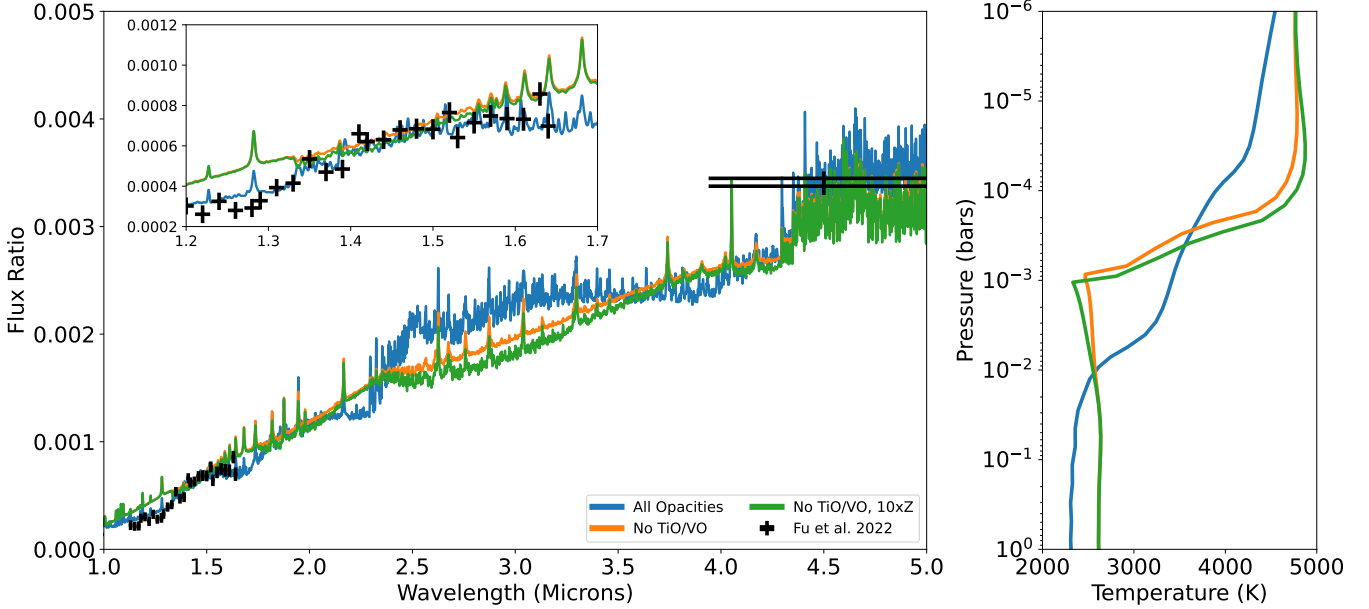 0.005
0.004
0.003
0.002
0.001
0.000
Flux Ratio
1.0 1.5 2.0 2.5 3.0 3.5 4.0 4.5 5.0
Wavelength (Microns)
0.0012
0.0010
0.0008
0.0006
0.0004
0.0002
1.2 1.3 1.4 1.5 1.6 1.7
All Opacities
No TiO/VO
No TiO/VO, 10xZ
Fu et al. 2022
10⁻⁶
10⁻⁵
10⁻⁴
10⁻³
10⁻²
10⁻¹
10⁰
Pressure (bars)
2000 3000 4000 5000
Temperature (K)